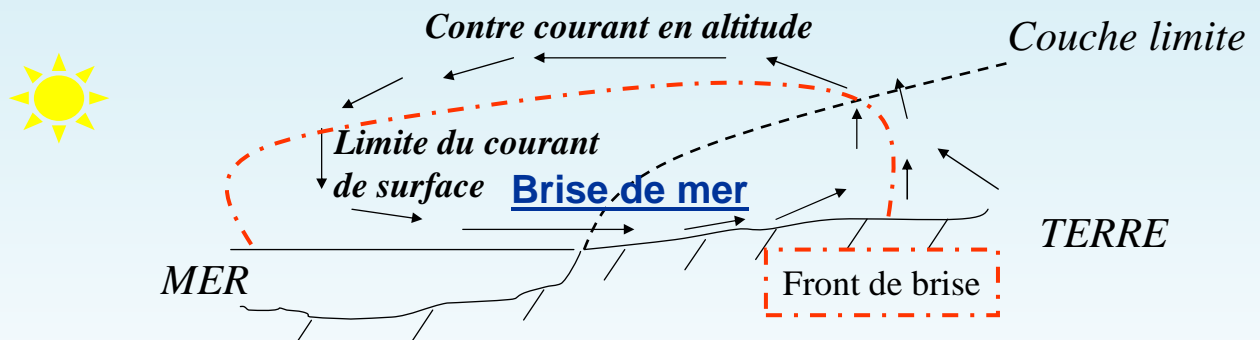 Contre courant en altitude
Couche limite
Limite du courant
de surface
Brise de mer
TERRE
MER
Front de brise